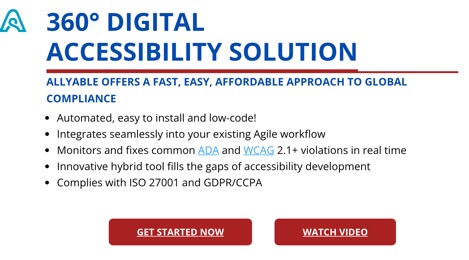 360° DIGITAL
ACCESSIBILITY SOLUTION
ALLYABLE OFFERS A FAST, EASY, AFFORDABLE APPROACH TO GLOBAL
COMPLIANCE
• Automated, easy to install and low-code!
• Integrates seamlessly into your existing Agile workflow
• Monitors and fixes common ADA and WCAG 2.1+ violations in real time
• Innovative hybrid tool fills the gaps of accessibility development
• Complies with ISO 27001 and GDPR/CCPA
GET STARTED NOW
WATCH VIDEO